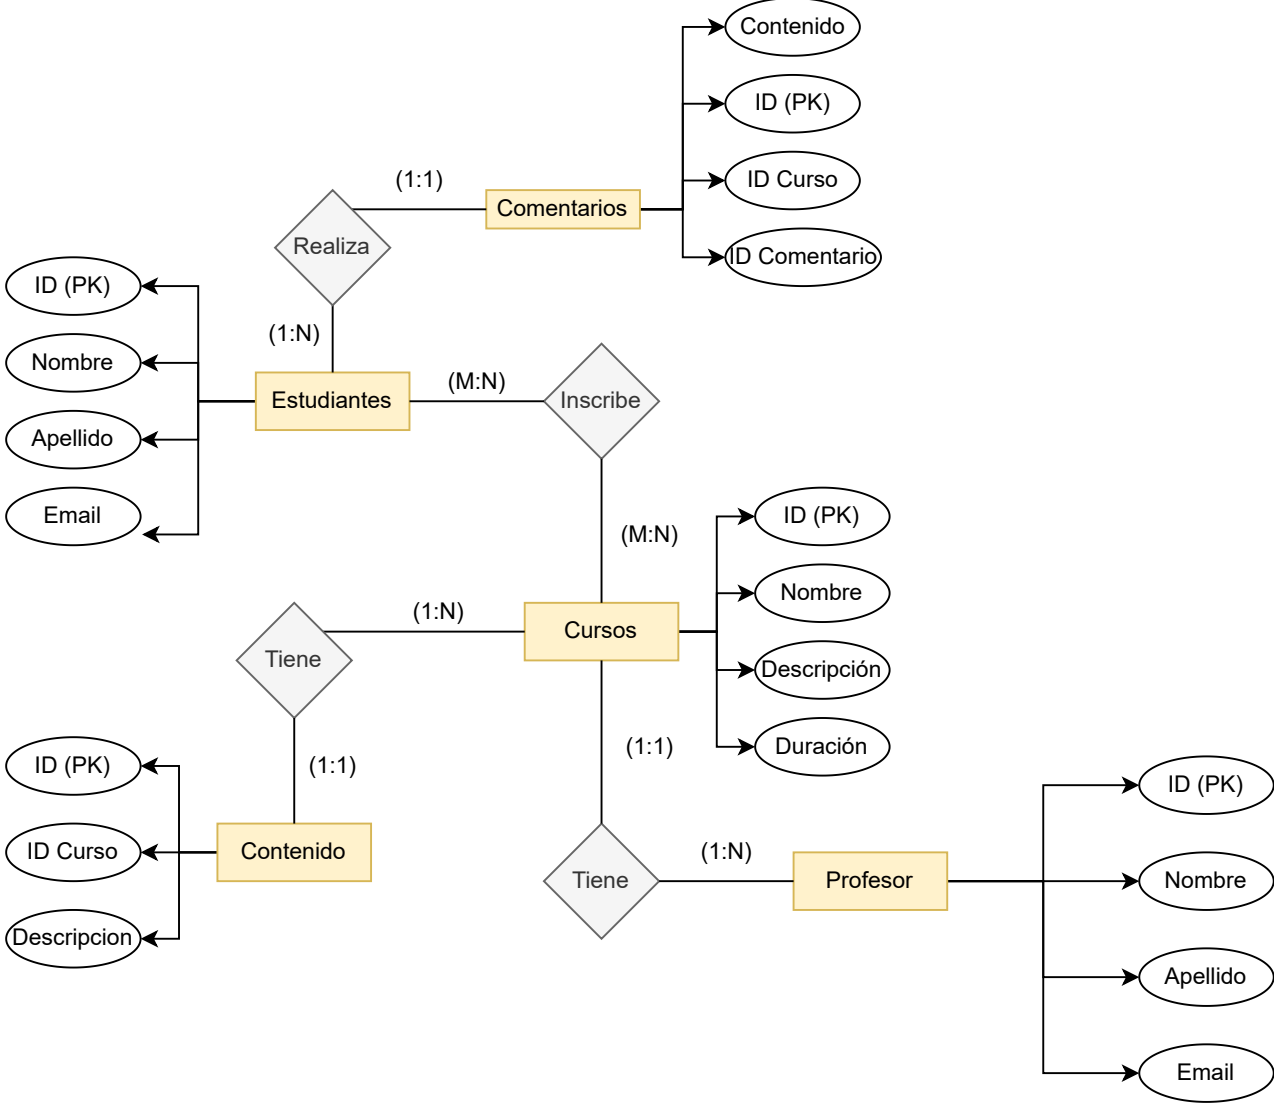 Contenido
ID (PK)
(1:1)
ID Curso
Comentarios
Realiza
ID Comentario
ID (PK)
(1:N)
Nombre
(M:N)
Estudiantes
Inscribe
Apellido
Email
(M:N)
ID (PK)
Nombre
(1:N)
Cursos
Tiene
Descripción
(1:1)
Duración
ID (PK)
(1:1)
ID (PK)
ID Curso
Contenido
(1:N)
Tiene
Profesor
Nombre
Descripcion
Apellido
Email